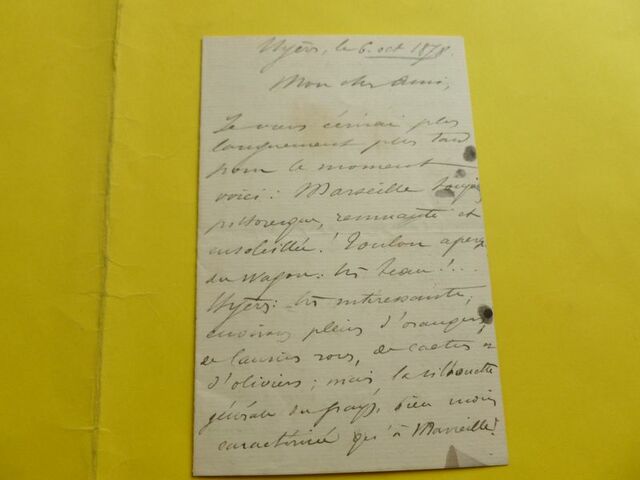 Hyères, le 6 oct 1878.
Mon cher Ami,
Je vous écrirai plus
longuement plus tard
pour le moment
voici: Marseille toujours
pittoresque, remuante et
ensoleillée! Toulon aperçu
du wagon: très beau!...
Hyères: très intéressante,
environs pleins d'orangers,
de lauriers roses, de cactus et
d'oliviers; mais la silhouette
générale du pays, bien moins
caractérisée qu'à Marseille.